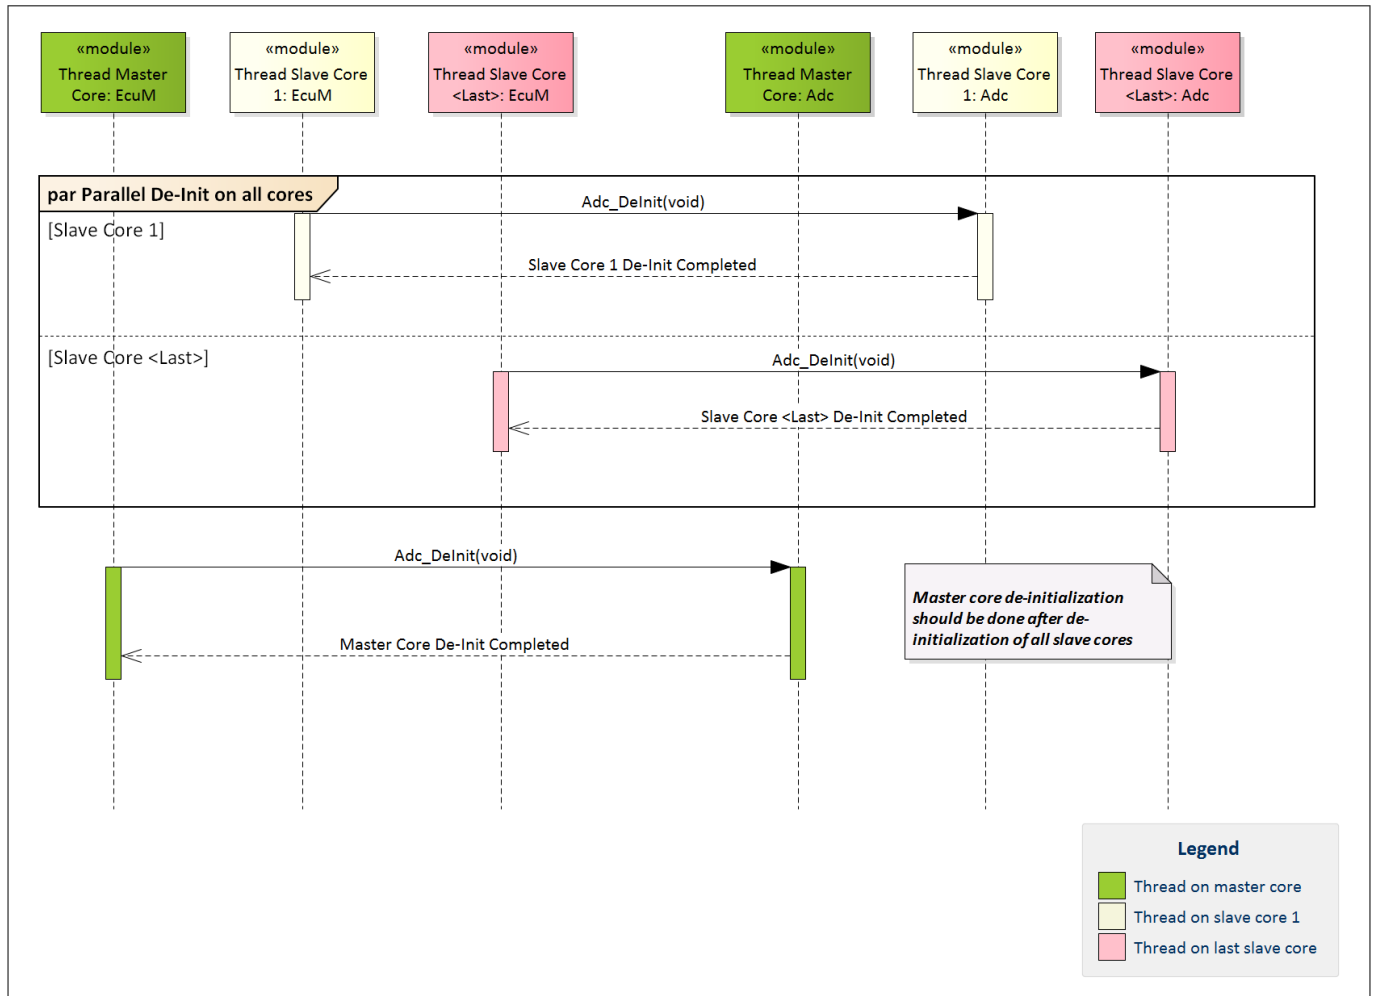 «module»
Thread Master
Core: EcuM
«module»
Thread Slave Core
1: EcuM
«module»
Thread Slave Core
<Last>: EcuM
«module»
Thread Master
Core: Adc
«module»
Thread Slave Core
1: Adc
«module»
Thread Slave Core
<Last>: Adc
par Parallel De-Init on all cores
Adc_DeInit(void)
[Slave Core 1]
Slave Core 1 De-Init Completed
[Slave Core <Last>]
Adc_DeInit(void)
Slave Core <Last> De-Init Completed
Adc_DeInit(void)
Master Core De-Init Completed
Master core de-initialization
should be done after de-
initialization of all slave cores
Legend
Thread on master core
Thread on slave core 1
Thread on last slave core